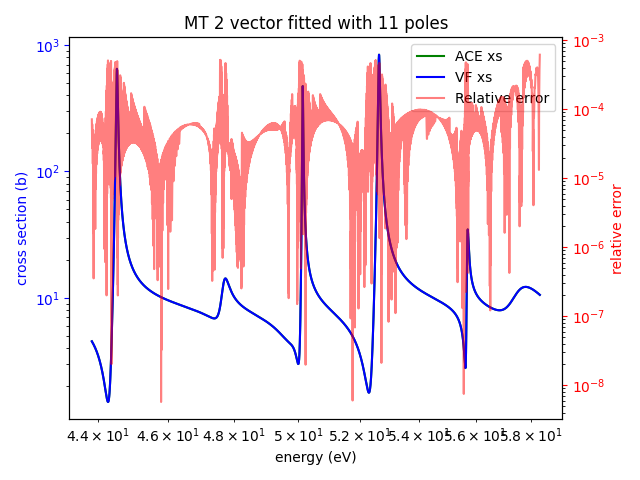 MT 2 vector fitted with 11 poles
10³
10²
10¹
cross section (b)
ACE xs
VF xs
Relative error
10⁻³
10⁻⁴
10⁻⁵
10⁻⁶
10⁻⁷
10⁻⁸
relative error
4.4 × 10¹ 4.6 × 10¹ 4.8 × 10¹ 5 × 10¹ 5.2 × 10¹ 5.4 × 10¹ 5.6 × 10¹ 5.8 × 10¹
energy (eV)